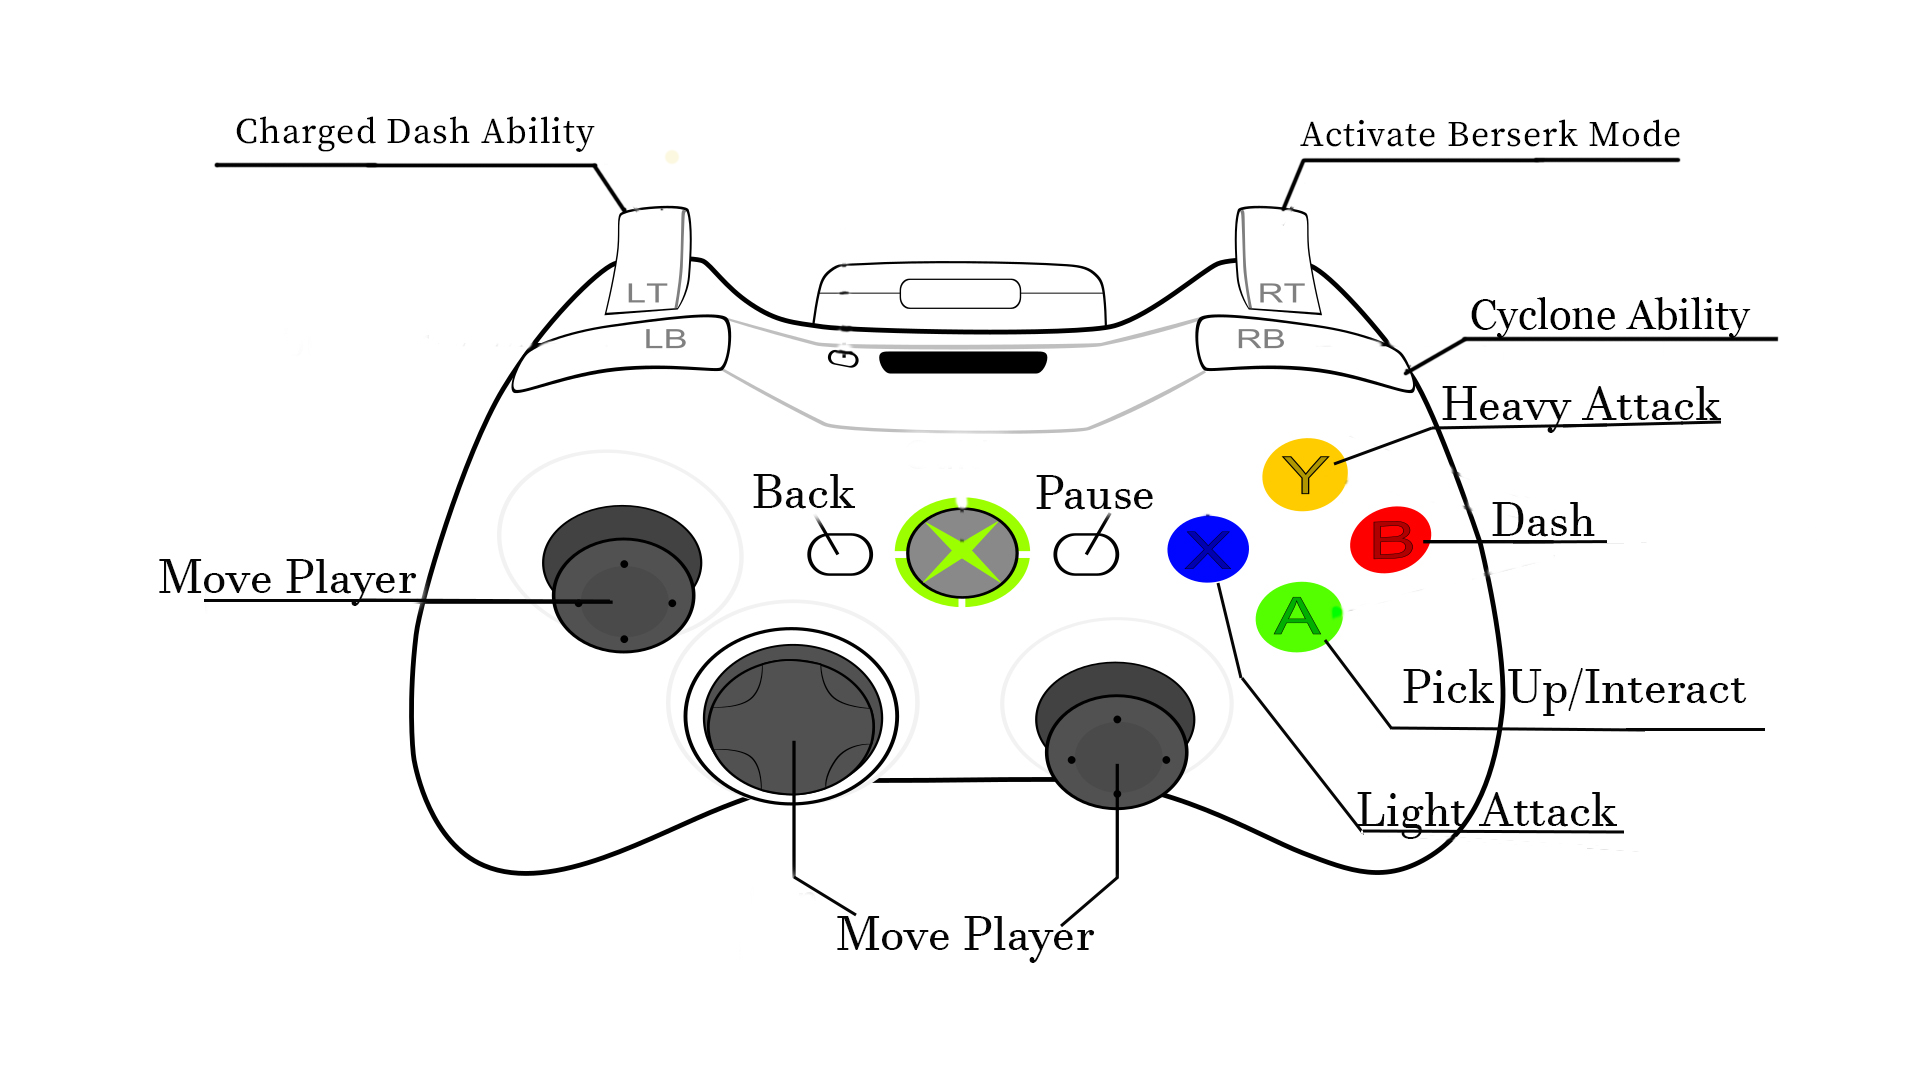 Charged Dash Ability
Activate Berserk Mode
LT
RT
Cyclone Ability
LB
RB
Heavy Attack
Y
Back
Pause
Dash
X
B
Move Player
A
Pick Up/Interact
Light Attack
Move Player